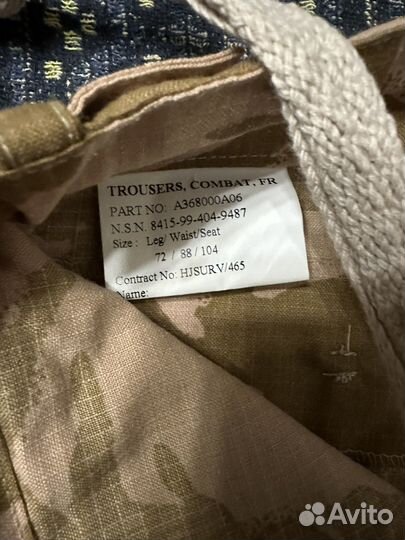 TROUSERS, COMBAT, FR
PART NO: A368000A06
N.S.N. 8415-99-404-9487
Size : Leg/ Waist/Seat
72 / 88 / 104
Contract No: HJSURV/465
Name:
Avito